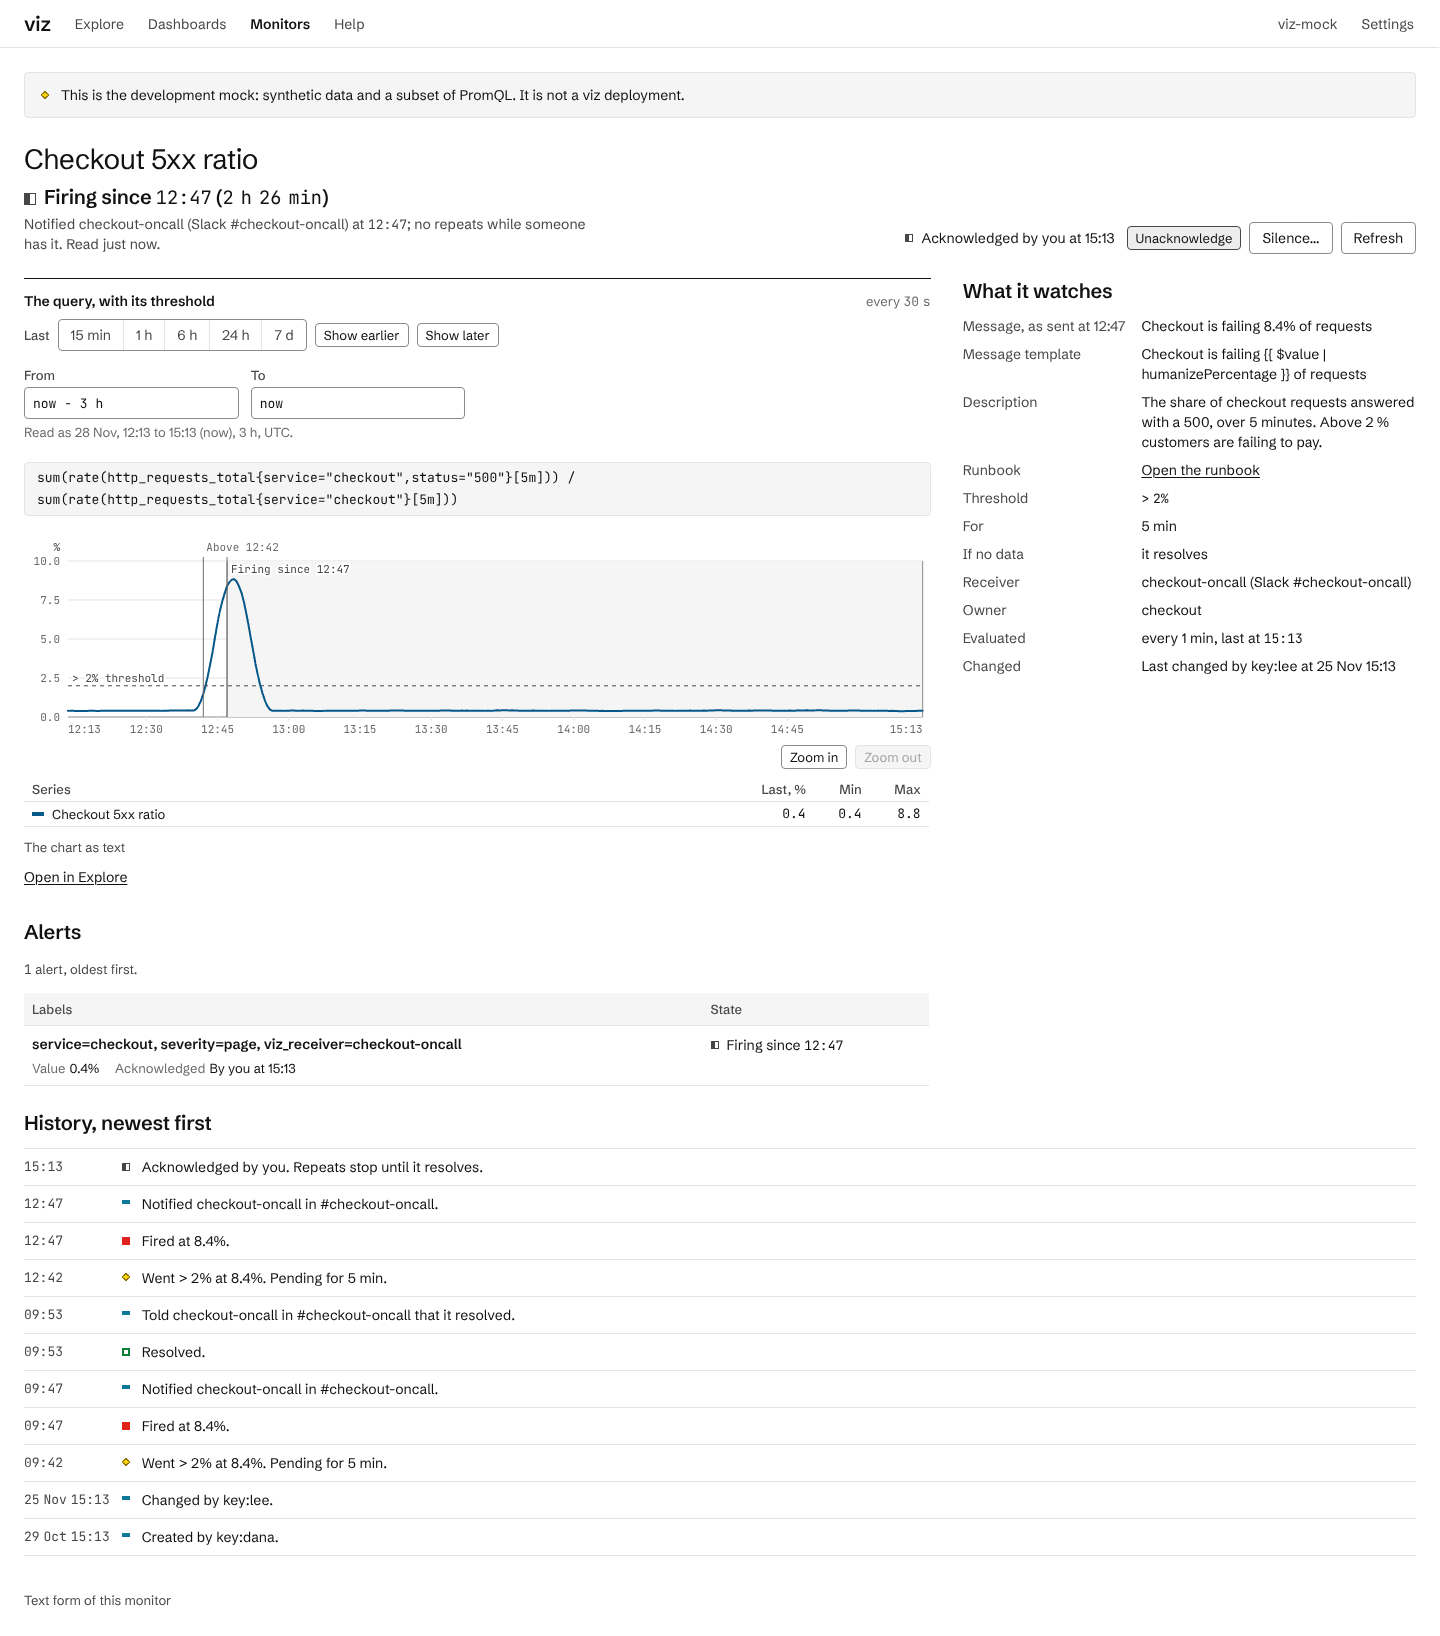 viz Explore Dashboards Monitors Help viz-mock Settings
This is the development mock: synthetic data and a subset of PromQL. It is not a viz deployment.
Checkout 5xx ratio
Firing since 12:47 (2 h 26 min)
Notified checkout-oncall (Slack #checkout-oncall) at 12:47; no repeats while someone
has it. Read just now.
Acknowledged by you at 15:13 Unacknowledge Silence... Refresh
The query, with its threshold every 30 s
Last 15 min 1 h 6 h 24 h 7 d Show earlier Show later
From To
now - 3 h now
Read as 28 Nov, 12:13 to 15:13 (now), 3 h, UTC.
sum(rate(http_requests_total{service="checkout",status="500"}[5m])) /
sum(rate(http_requests_total{service="checkout"}[5m]))
% Above 12:42
10.0 Firing since 12:47
7.5
5.0
2.5 > 2% threshold
0.0
12:13 12:30 12:45 13:00 13:15 13:30 13:45 14:00 14:15 14:30 14:45 15:13
Zoom in Zoom out
Series Last, % Min Max
Checkout 5xx ratio 0.4 0.4 8.8
The chart as text
Open in Explore
What it watches
Message, as sent at 12:47 Checkout is failing 8.4% of requests
Message template Checkout is failing {{ $value |
humanizePercentage }} of requests
Description The share of checkout requests answered
with a 500, over 5 minutes. Above 2 %
customers are failing to pay.
Runbook Open the runbook
Threshold > 2%
For 5 min
If no data it resolves
Receiver checkout-oncall (Slack #checkout-oncall)
Owner checkout
Evaluated every 1 min, last at 15:13
Changed Last changed by key:lee at 25 Nov 15:13
Alerts
1 alert, oldest first.
Labels State
service=checkout, severity=page, viz_receiver=checkout-oncall Firing since 12:47
Value 0.4% Acknowledged By you at 15:13
History, newest first
15:13 Acknowledged by you. Repeats stop until it resolves.
12:47 Notified checkout-oncall in #checkout-oncall.
12:47 Fired at 8.4%.
12:42 Went > 2% at 8.4%. Pending for 5 min.
09:53 Told checkout-oncall in #checkout-oncall that it resolved.
09:53 Resolved.
09:47 Notified checkout-oncall in #checkout-oncall.
09:47 Fired at 8.4%.
09:42 Went > 2% at 8.4%. Pending for 5 min.
25 Nov 15:13 Changed by key:lee.
29 Oct 15:13 Created by key:dana.
Text form of this monitor